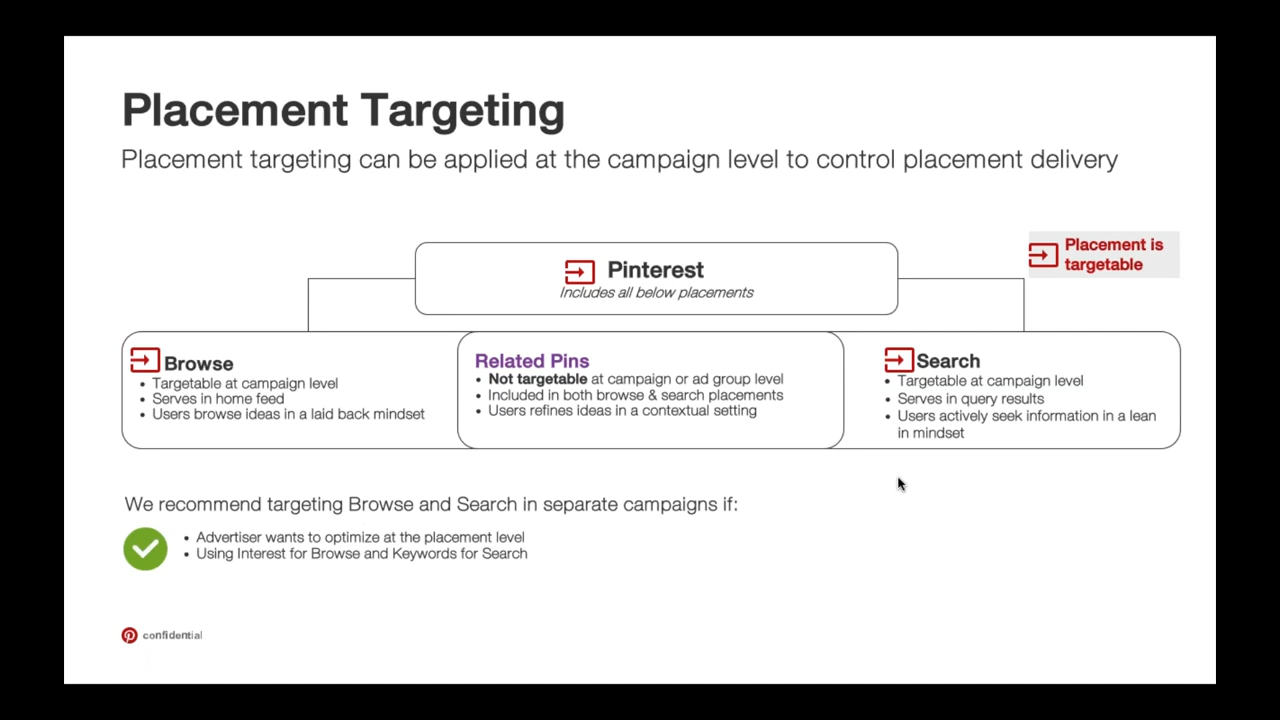 Placement Targeting
Placement targeting can be applied at the campaign level to control placement delivery
Placement is
targetable
Pinterest
Includes all below placements
Browse
• Targetable at campaign level
• Serves in home feed
• Users browse ideas in a laid back mindset
Related Pins
• Not targetable at campaign or ad group level
• Included in both browse & search placements
• Users refines ideas in a contextual setting
Search
• Targetable at campaign level
• Serves in query results
• Users actively seek information in a lean
in mindset
We recommend targeting Browse and Search in separate campaigns if:
• Advertiser wants to optimize at the placement level
• Using Interest for Browse and Keywords for Search
confidential